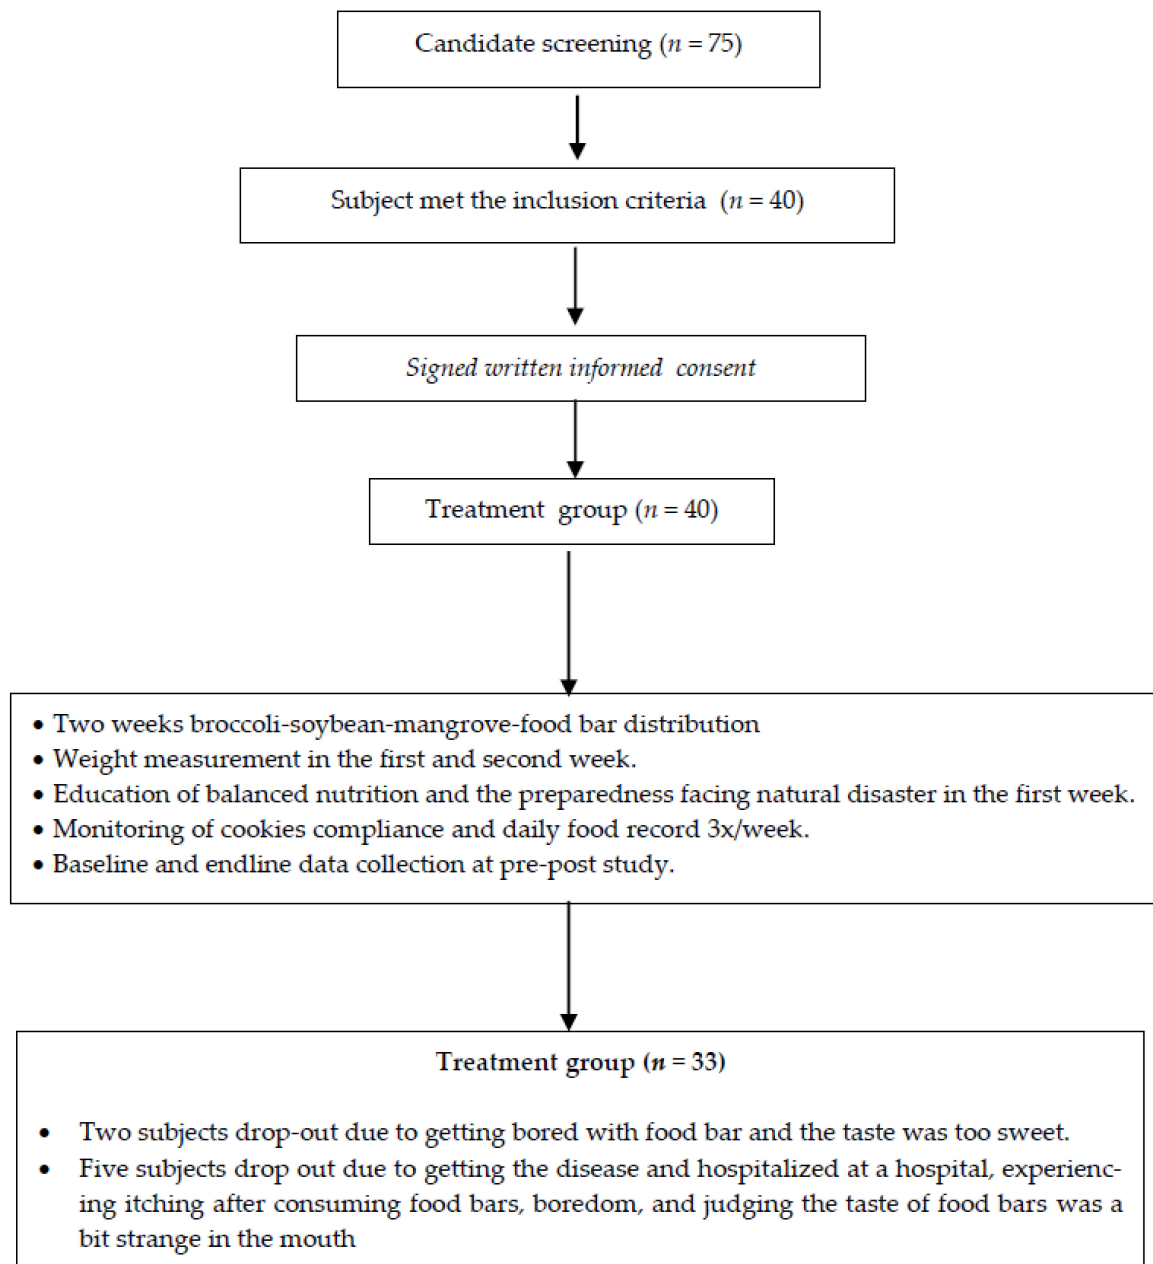 Candidate screening (n = 75)
Subject met the inclusion criteria (n = 40)
Signed written informed consent
Treatment group (n = 40)
• Two weeks broccoli-soybean-mangrove-food bar distribution
• Weight measurement in the first and second week.
• Education of balanced nutrition and the preparedness facing natural disaster in the first week.
• Monitoring of cookies compliance and daily food record 3x/week.
• Baseline and endline data collection at pre-post study.
Treatment group (n = 33)
• Two subjects drop-out due to getting bored with food bar and the taste was too sweet.
• Five subjects drop out due to getting the disease and hospitalized at a hospital, experienc-
ing itching after consuming food bars, boredom, and judging the taste of food bars was a
bit strange in the mouth